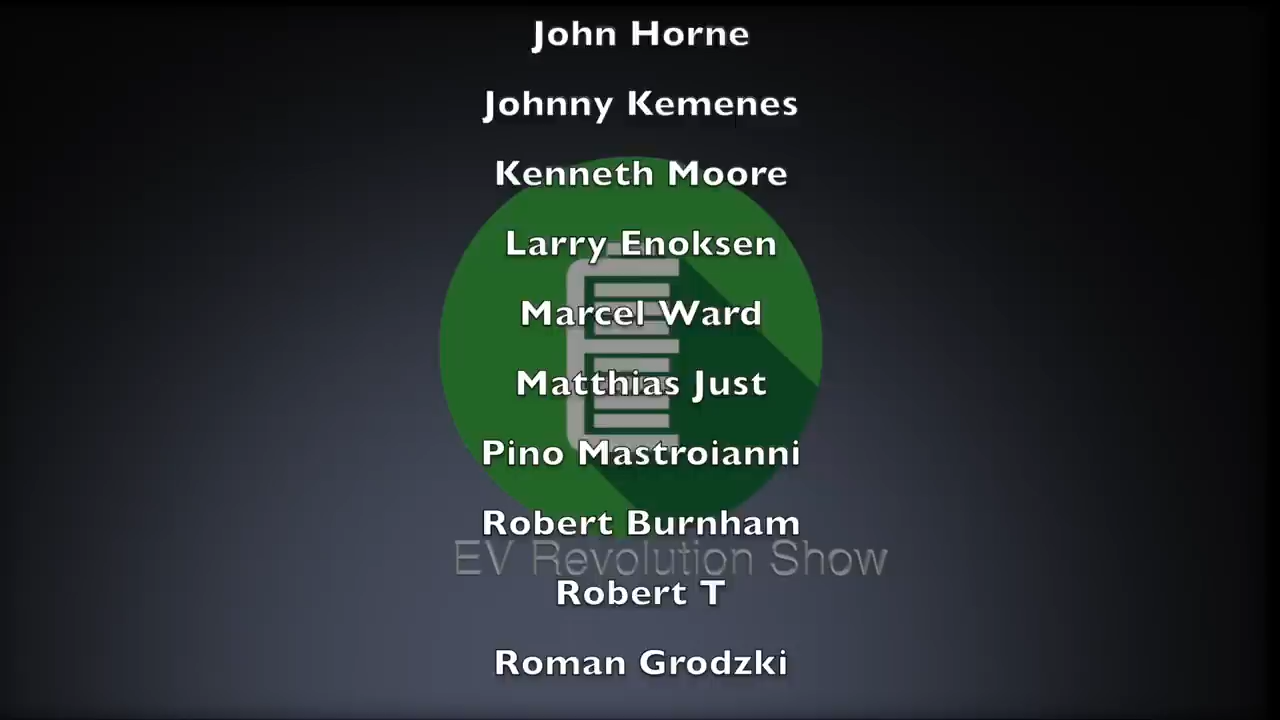 John Horne
Johnny Kemenes
Kenneth Moore
Larry Enoksen
Marcel Ward
Matthias Just
Pino Mastroianni
Robert Burnham
EV Revolution Show
Robert T
Roman Grodzki